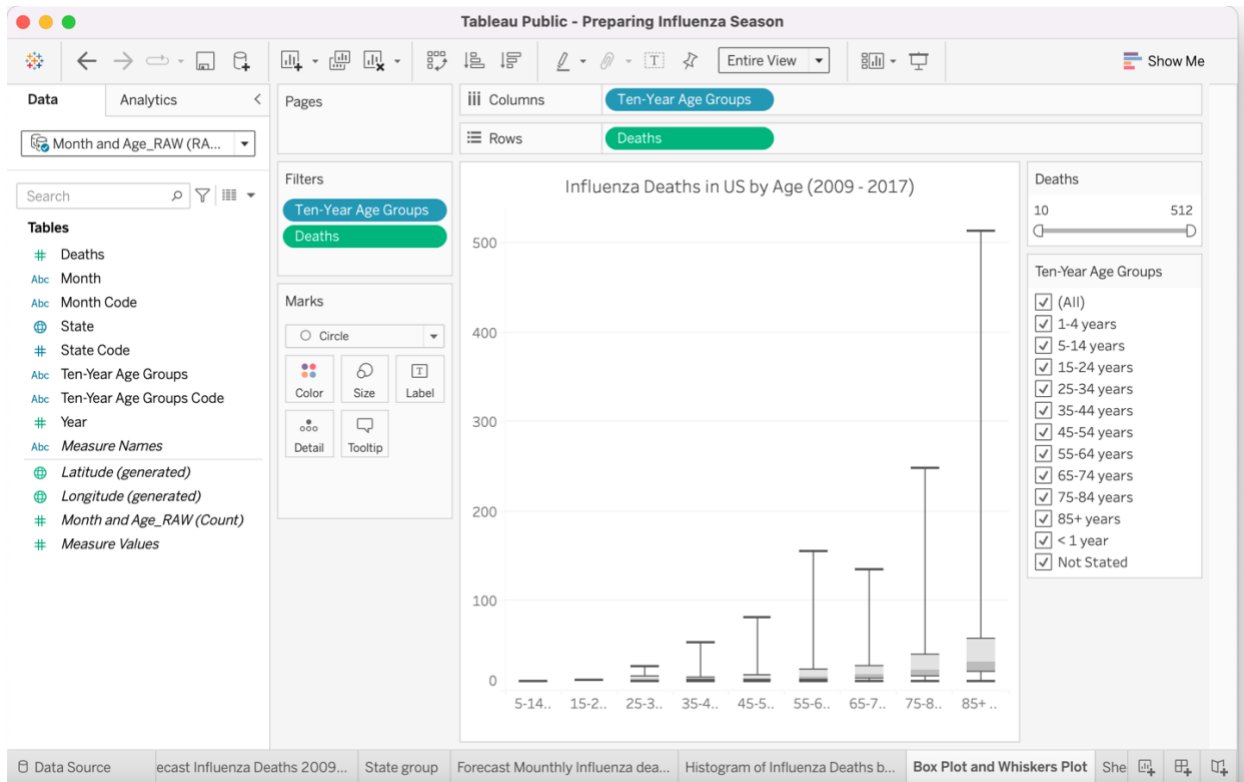 Tableau Public - Preparing Influenza Season
Entire View
Show Me
Data
Analytics
Month and Age_RAW (RA...
Search
Tables
# Deaths
Abc Month
Abc Month Code
State
# State Code
Abc Ten-Year Age Groups
Abc Ten-Year Age Groups Code
# Year
Abc Measure Names
Latitude (generated)
Longitude (generated)
# Month and Age_RAW (Count)
# Measure Values
Pages
Filters
Ten-Year Age Groups
Deaths
Marks
Circle
Color
Size
T
Label
Detail
Tooltip
Columns
Ten-Year Age Groups
Rows
Deaths
Influenza Deaths in US by Age (2009 - 2017)
500
400
300
200
100
0
5-14..
15-2..
25-3..
35-4..
45-5..
55-6..
65-7..
75-8..
85+ ..
Deaths
10
512
Ten-Year Age Groups
(All)
1-4 years
5-14 years
15-24 years
25-34 years
35-44 years
45-54 years
55-64 years
65-74 years
75-84 years
85+ years
< 1 year
Not Stated
Data Source
ecast Influenza Deaths 2009...
State group
Forecast Mounthly Influenza dea...
Histogram of Influenza Deaths b...
Box Plot and Whiskers Plot
She